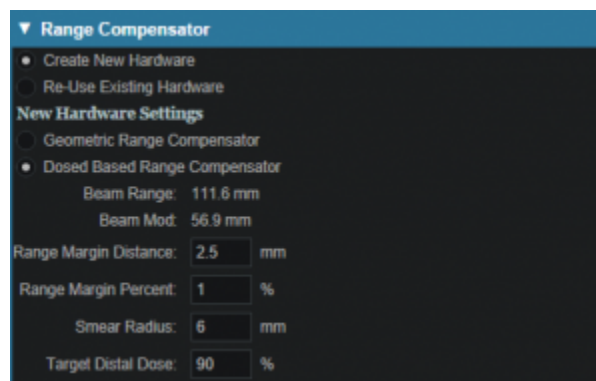 ▼ Range Compensator
Create New Hardware
Re-Use Existing Hardware
New Hardware Settings
Geometric Range Compensator
Dosed Based Range Compensator
Beam Range: 111.6 mm
Beam Mod: 56.9 mm
Range Margin Distance: 2.5 mm
Range Margin Percent: 1 %
Smear Radius: 6 mm
Target Distal Dose: 90 %